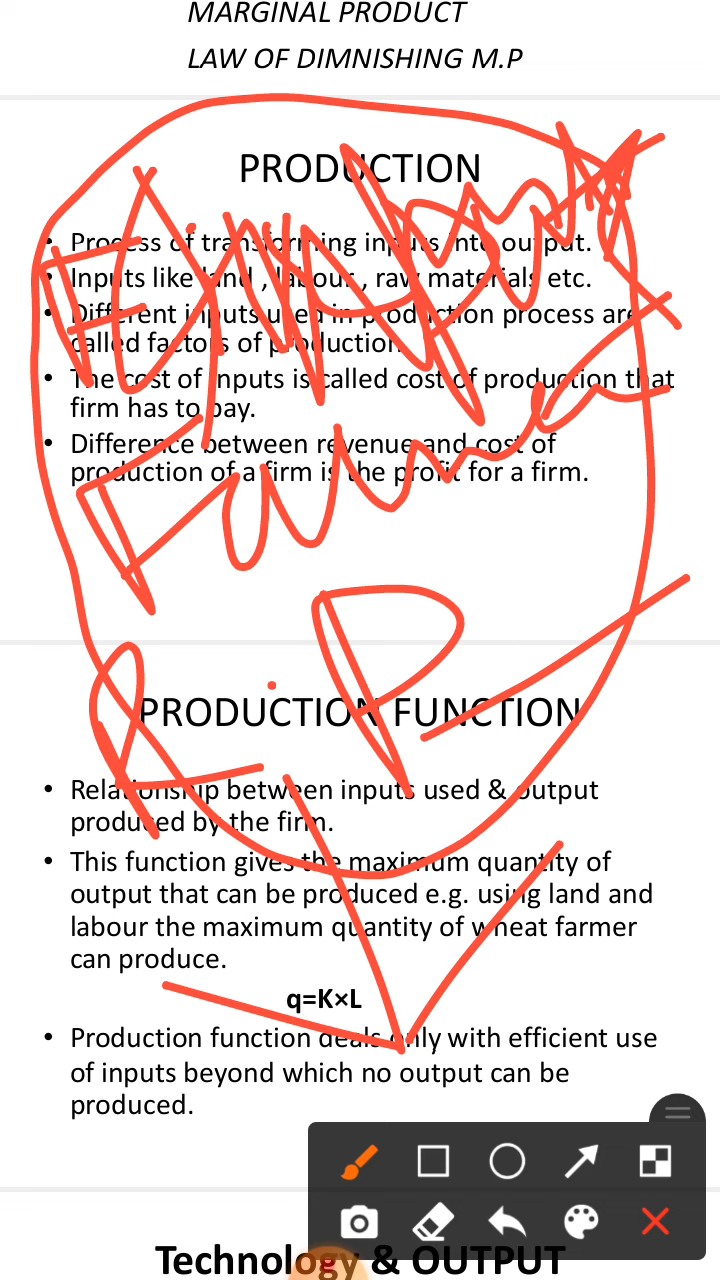 MARGINAL PRODUCT
LAW OF DIMNISHING M.P
PRODUCTION
• Process of transforming inputs into output.
• Inputs like land , labour , raw materials etc.
• Different inputs used in production process are
called factors of production.
• The cost of inputs is called cost of production that
firm has to pay.
• Difference between revenue and cost of
production of a firm is the profit for a firm.
R.P
PRODUCTION FUNCTION
• Relationship between inputs used & output
produced by the firm.
• This function gives the maximum quantity of
output that can be produced e.g. using land and
labour the maximum quantity of wheat farmer
can produce.
q=K×L
• Production function deals only with efficient use
of inputs beyond which no output can be
produced.
Technology & OUTPUT